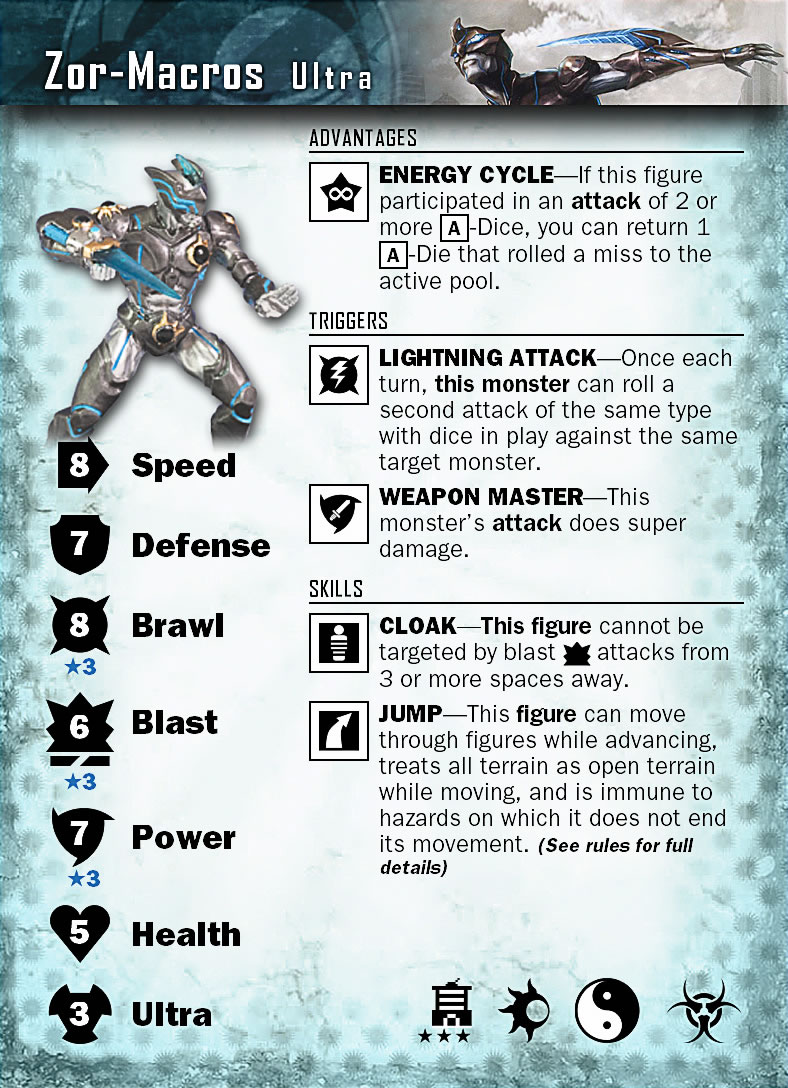 Zor-Macros Ultra
ADVANTAGES
ENERGY CYCLE—If this figure
participated in an attack of 2 or
more A-Dice, you can return 1
A-Die that rolled a miss to the
active pool.
TRIGGERS
LIGHTNING ATTACK—Once each
turn, this monster can roll a
second attack of the same type
with dice in play against the same
target monster.
WEAPON MASTER—This
monster's attack does super
damage.
SKILLS
CLOAK—This figure cannot be
targeted by blast attacks from
3 or more spaces away.
JUMP—This figure can move
through figures while advancing,
treats all terrain as open terrain
while moving, and is immune to
hazards on which it does not end
its movement. (See rules for full
details)
8 Speed
7 Defense
8 Brawl
★3
6 Blast
★3
7 Power
★3
5 Health
3 Ultra
★★★